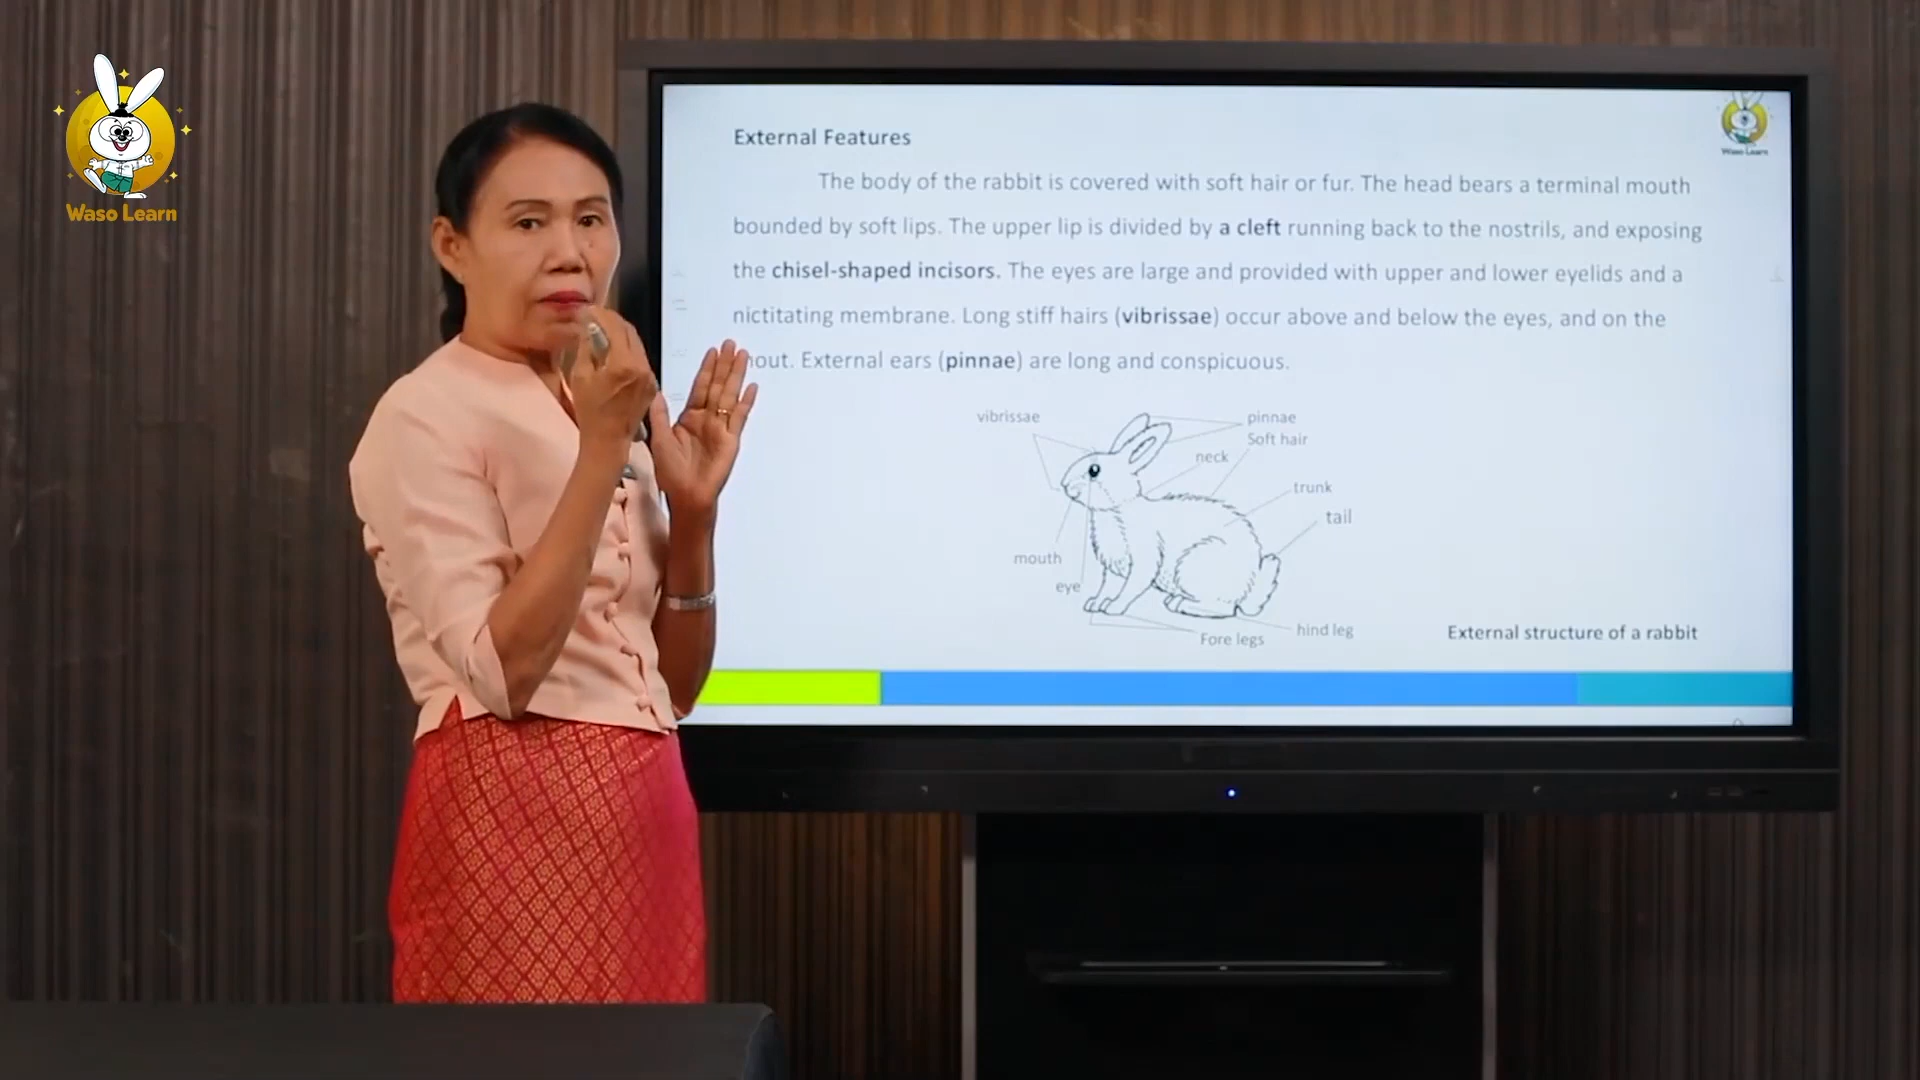 Waso Learn
External Features
Waso Learn
The body of the rabbit is covered with soft hair or fur. The head bears a terminal mouth
bounded by soft lips. The upper lip is divided by a cleft running back to the nostrils, and exposing
the chisel-shaped incisors. The eyes are large and provided with upper and lower eyelids and a
nictitating membrane. Long stiff hairs (vibrissae) occur above and below the eyes, and on the
out. External ears (pinnae) are long and conspicuous.
vibrissae
pinnae
Soft hair
neck
trunk
tail
mouth
eye
hind leg
Fore legs
External structure of a rabbit